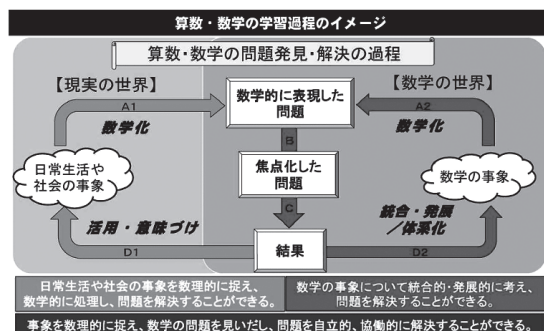 算数・数学の学習過程のイメージ
算数・数学の問題発見・解決の過程
【現実の世界】
【数学の世界】
A1
数学化
数学的に表現した
問題
A2
数学化
B
日常生活や
社会の事象
焦点化した
問題
数学の事象
C
活用・意味づけ
D1
結果
統合・発展
/体系化
D2
日常生活や社会の事象を数理的に捉え、
数学的に処理し、問題を解決することができる。
数学の事象について統合的・発展的に考え、
問題を解決することができる。
事象を数理的に捉え、数学の問題を見いだし、問題を自立的、協働的に解決することができる。